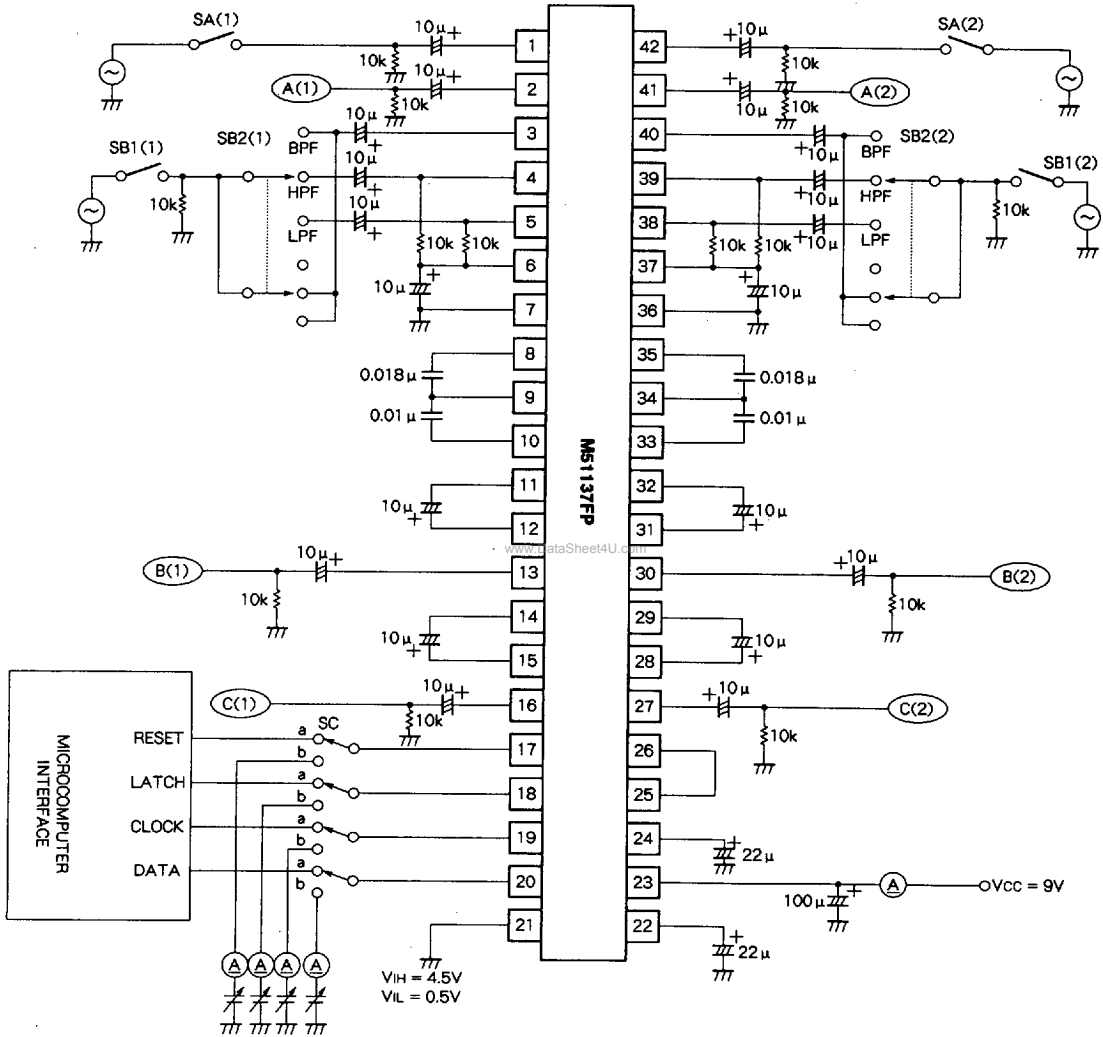 SA(1)
10μ
1
42
10μ
SA(2)
10k
10μ
10k
A(1)
10k
2
41
10μ
10k
A(2)
SB1(1)
SB2(1)
BPF
10μ
3
40
10μ
BPF
SB2(2)
SB1(2)
10k
HPF
10μ
4
39
10μ
HPF
10k
LPF
10μ
5
38
10μ
LPF
10k
10k
10k
10k
6
37
10μ
10μ
7
36
8
35
0.018μ
0.018μ
9
34
0.01μ
0.01μ
10
33
M51137FP
11
32
10μ
10μ
12
31
www.DataSheet4U.com
B(1)
10μ
13
30
10μ
B(2)
10k
10k
14
29
10μ
10μ
15
28
C(1)
10μ
16
27
10μ
C(2)
10k
10k
MICROCOMPUTER
INTERFACE
RESET
a
SC
17
26
b
LATCH
a
18
25
b
CLOCK
a
19
24
22μ
b
DATA
a
20
23
100μ
A
VCC = 9V
b
21
22
22μ
A
A
A
A
VIH = 4.5V
VIL = 0.5V